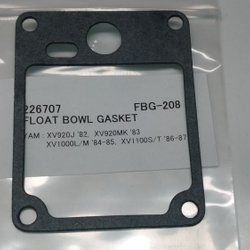 226707 FBG-208
FLOAT BOWL GASKET
YAM : XV920J '82, XV920MK '83
XV1000L/M '84-85, XV1100S/T '86-87